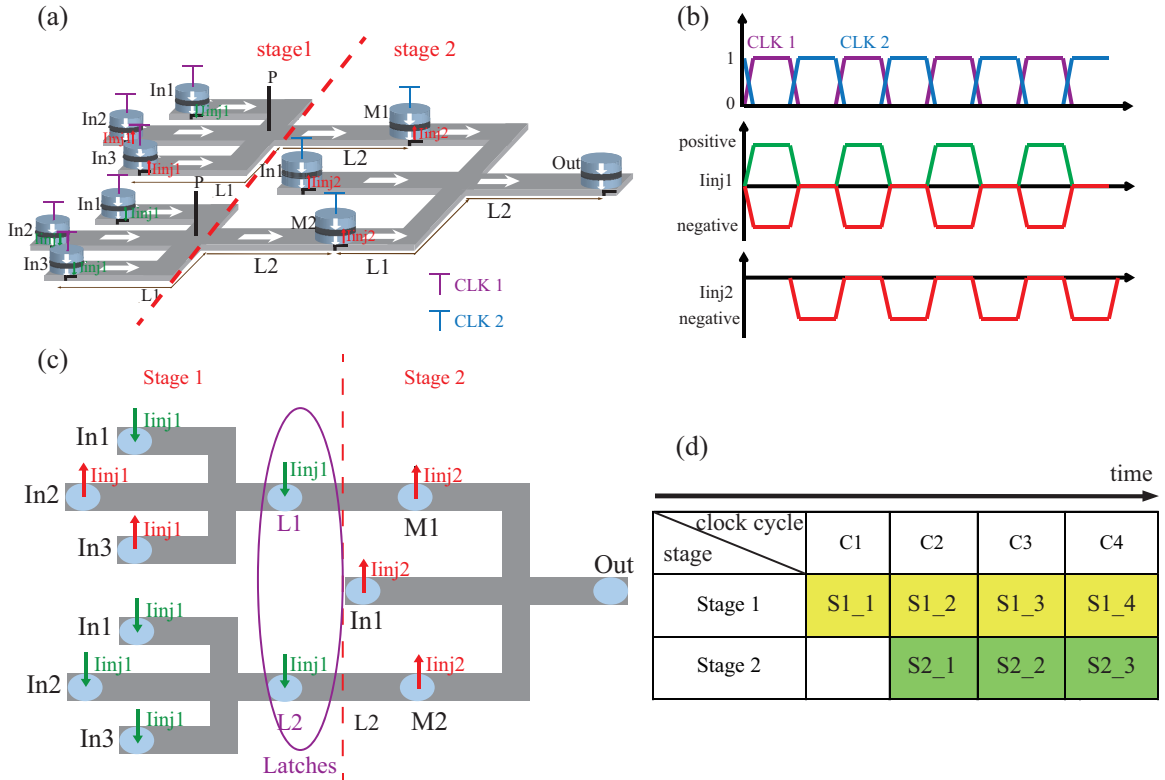 (a)
stage1
stage 2
P
In1
Iinj1
In2
Iinj1
In3
Iinj1
M1
Iinj2
L2
L1
In1
Iinj2
Out
P
In1
Iinj1
In2
Iinj1
In3
Iinj1
M2
Iinj2
L2
L2
L1
L1
CLK 1
CLK 2
(b)
CLK 1
CLK 2
1
0
positive
Iinj1
negative
Iinj2
negative
(c)
Stage 1
Stage 2
Iinj1
In1
Iinj1
Iinj1
Iinj2
In2
L1
M1
Iinj1
In3
Iinj2
Out
In1
Iinj1
In1
Iinj1
Iinj1
Iinj2
In2
L2
L2
M2
Iinj1
In3
Latches
(d)
time
clock cycle
stage
C1
C2
C3
C4
Stage 1
S1_1
S1_2
S1_3
S1_4
Stage 2
S2_1
S2_2
S2_3